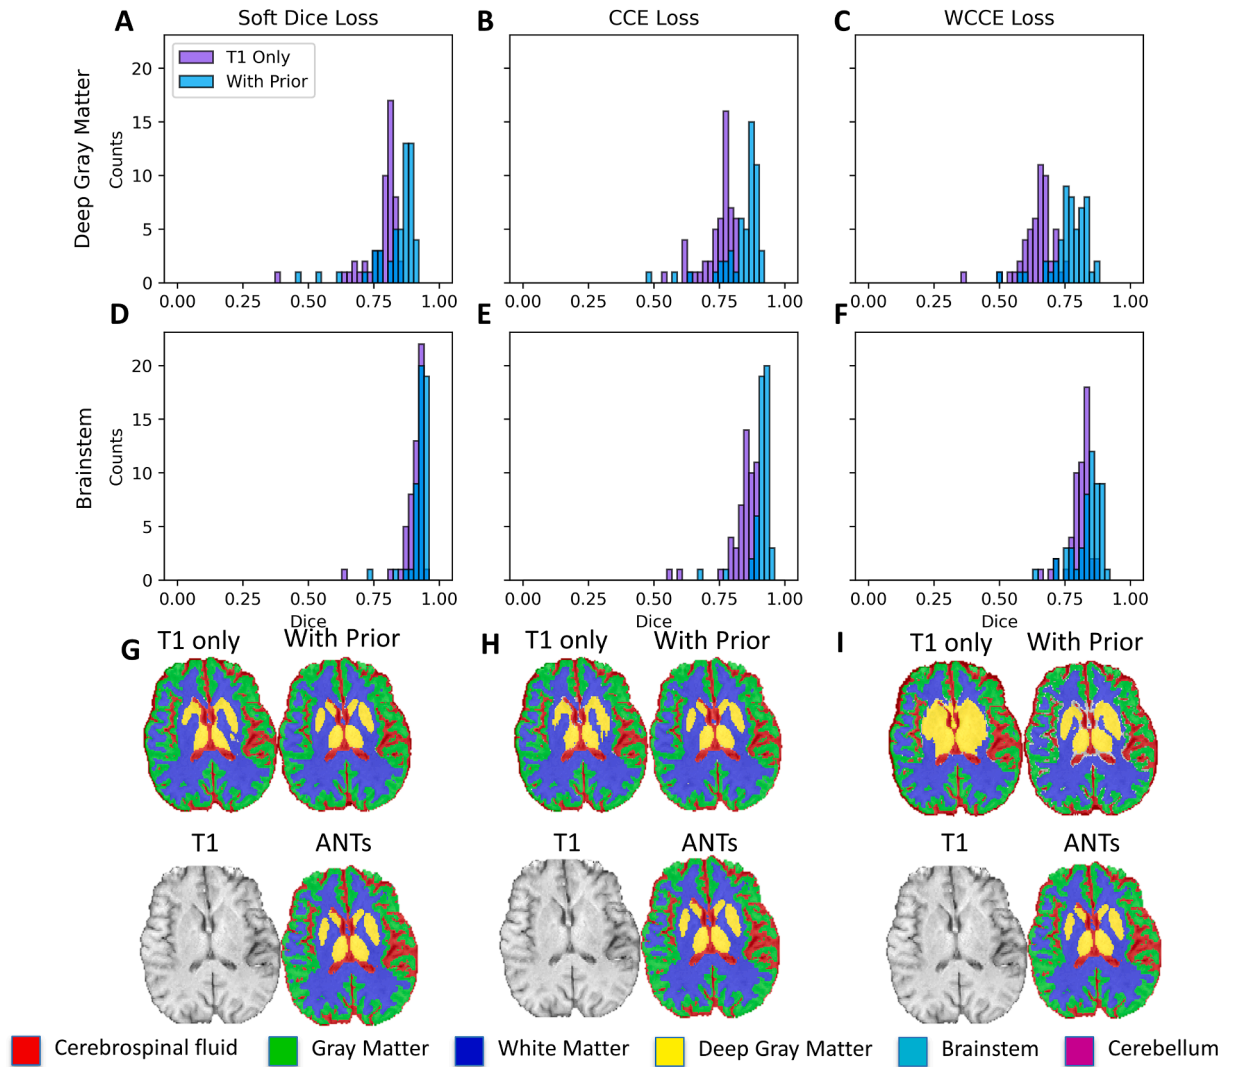 A Soft Dice Loss B CCE Loss C WCCE Loss
T1 Only
With Prior
Deep Gray Matter
Counts
20
15
10
5
0
0.00 0.25 0.50 0.75 1.00 0.00 0.25 0.50 0.75 1.00 0.00 0.25 0.50 0.75 1.00
D E F
Brainstem
Counts
20
15
10
5
0
0.00 0.25 0.50 0.75 1.00 0.00 0.25 0.50 0.75 1.00 0.00 0.25 0.50 0.75 1.00
Dice Dice Dice
G T1 only With Prior H T1 only With Prior I T1 only With Prior
T1 ANTs T1 ANTs T1 ANTs
Cerebrospinal fluid Gray Matter White Matter Deep Gray Matter Brainstem Cerebellum